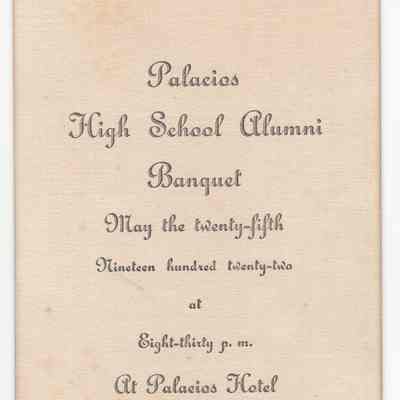 Palacios
High School Alumni
Banquet
May the twenty-fifth
Nineteen hundred twenty-two
at
Eight-thirty p. m.
At Palacios Hotel